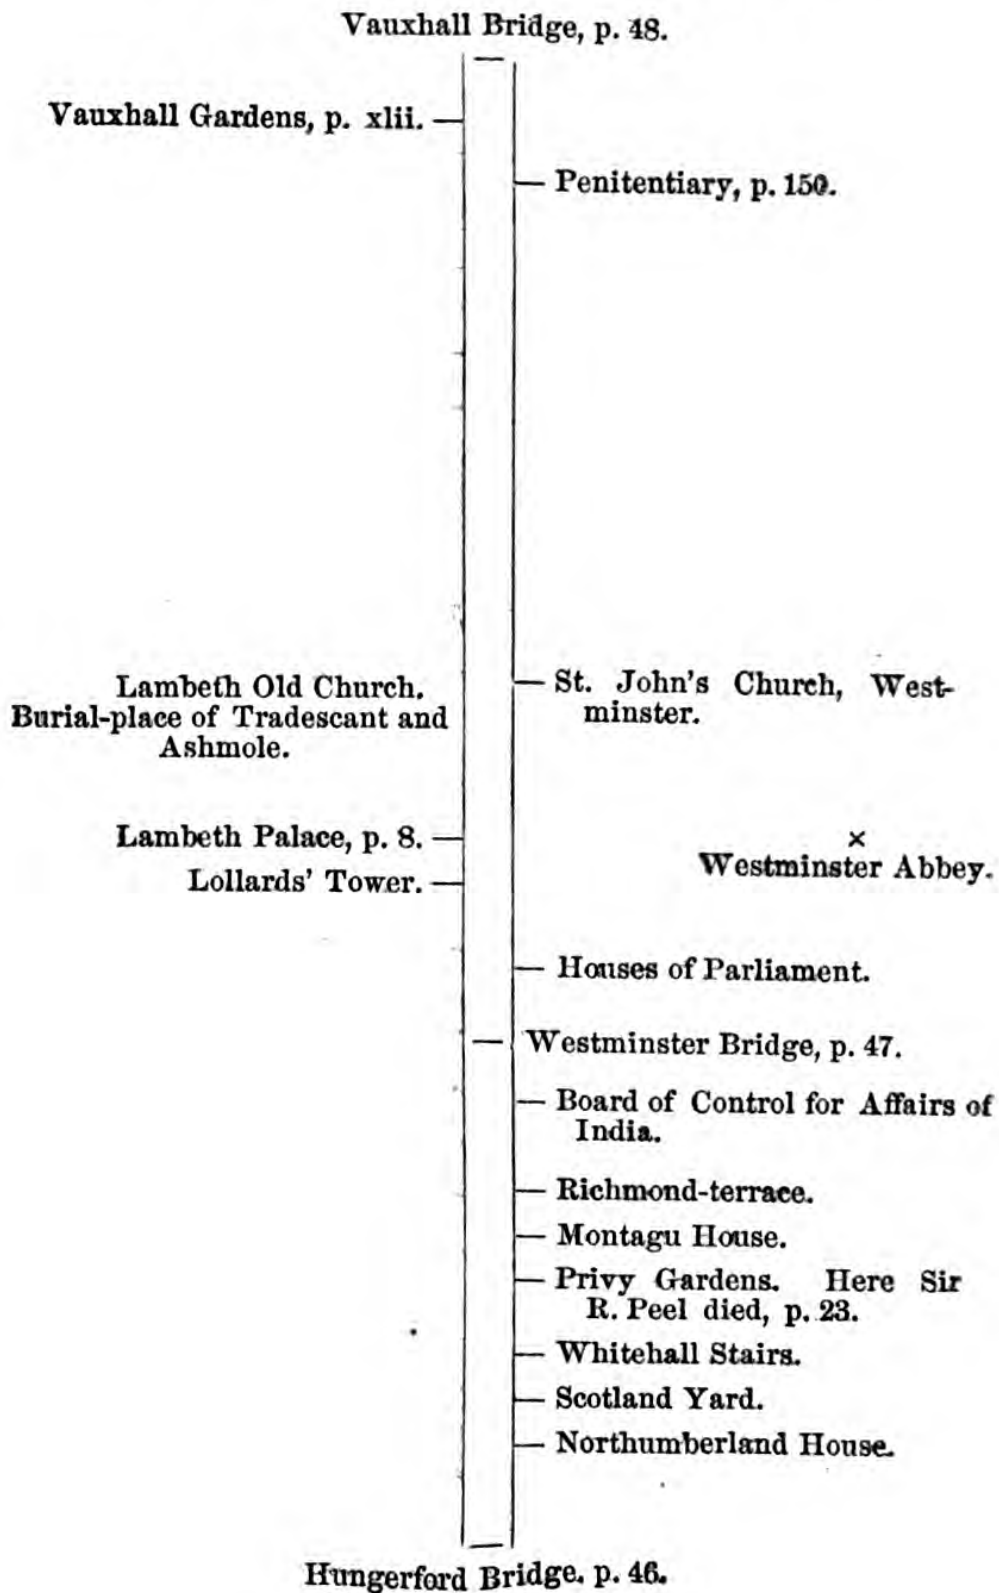 Vauxhall Bridge, p. 48.
Vauxhall Gardens, p. xlii.
Penitentiary, p. 150.
Lambeth Old Church.
Burial-place of Tradescant and
Ashmole.
St. John's Church, West-
minster.
Lambeth Palace, p. 8.
Lollards' Tower.
×
Westminster Abbey.
Houses of Parliament.
Westminster Bridge, p. 47.
Board of Control for Affairs of
India.
Richmond-terrace.
Montagu House.
Privy Gardens. Here Sir
R. Peel died, p. 23.
Whitehall Stairs.
Scotland Yard.
Northumberland House.
Hungerford Bridge, p. 46.